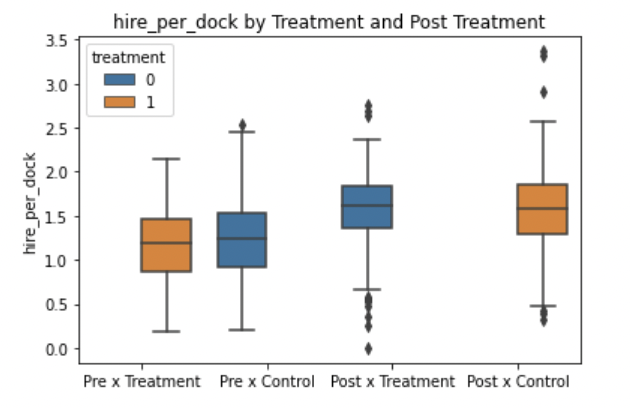 hire_per_dock by Treatment and Post Treatment
3.5
3.0
2.5
2.0
1.5
1.0
0.5
0.0
hire_per_dock
treatment
0
1
Pre x Treatment Pre x Control Post x Treatment Post x Control